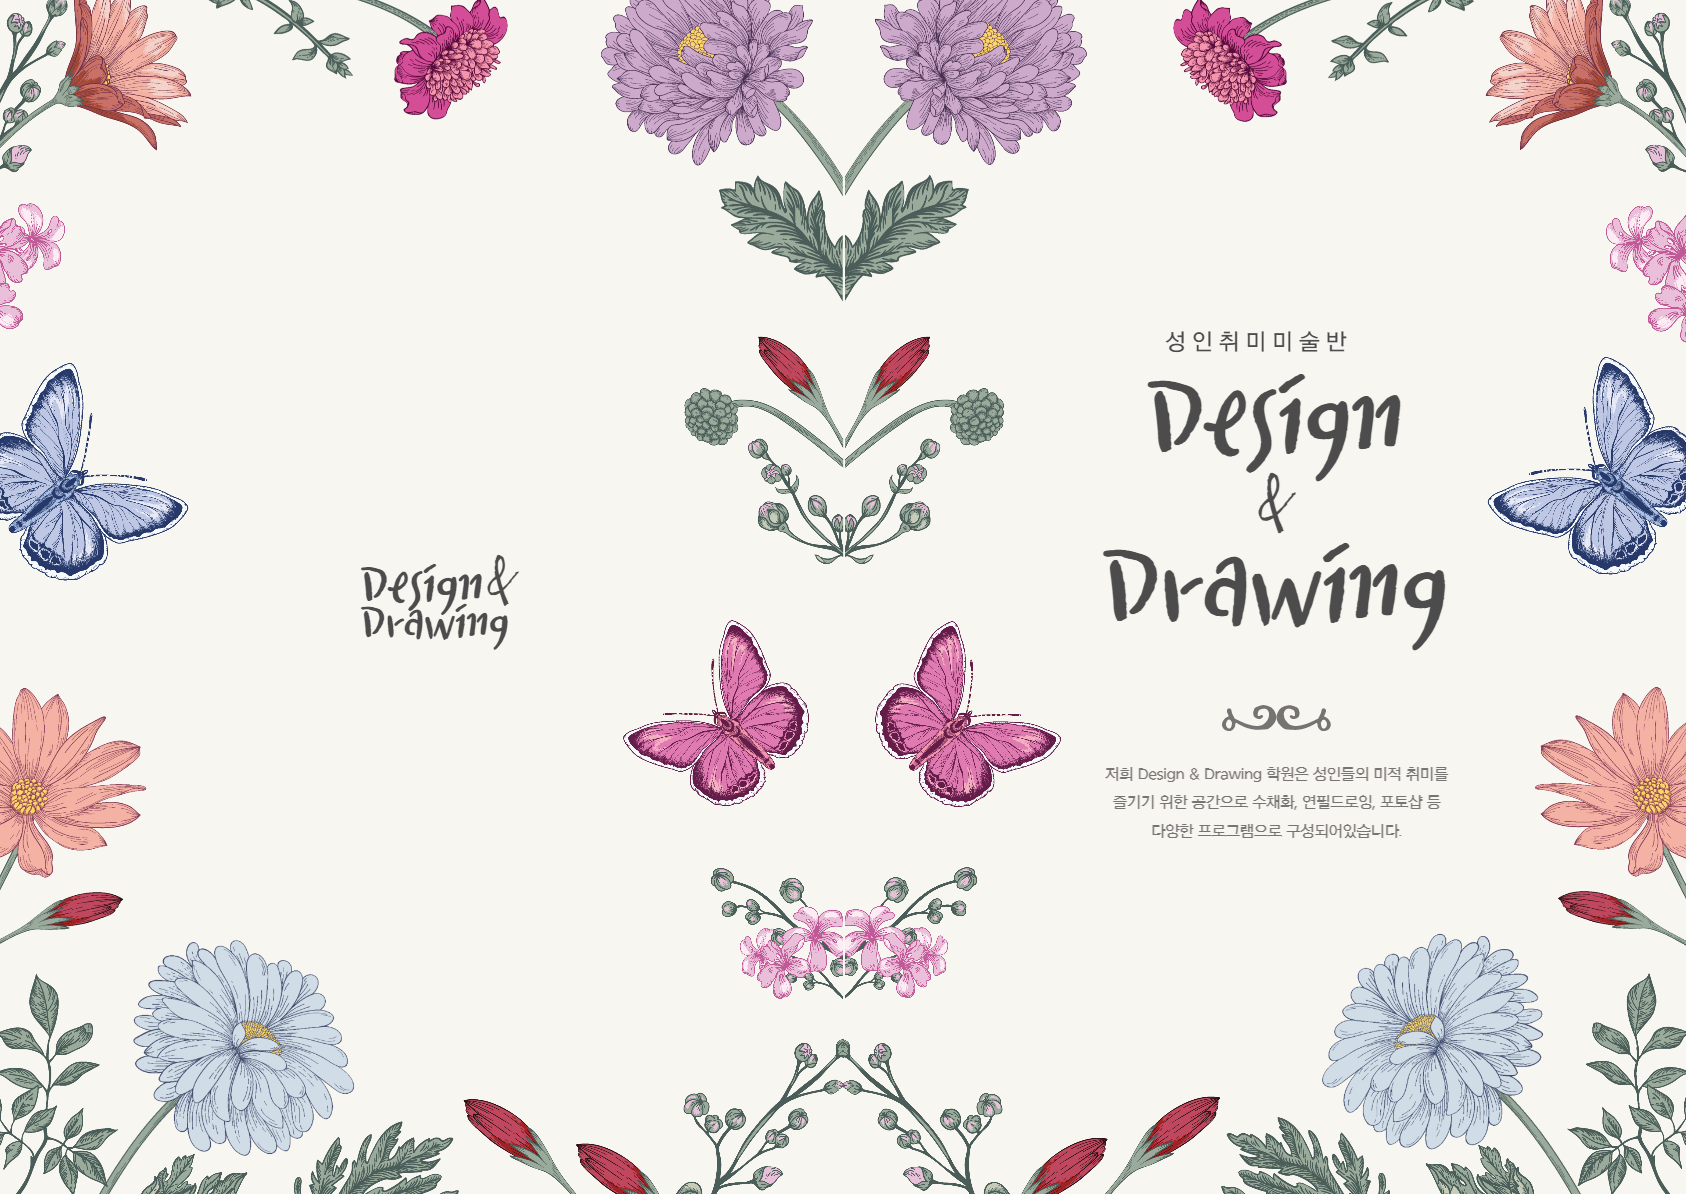 Design &
Drawing
성인취미미술반
Design
&
Drawing
저희 Design & Drawing 학원은 성인들의 미적 취미를
즐기기 위한 공간으로 수채화, 연필드로잉, 포토샵 등
다양한 프로그램으로 구성되어있습니다.